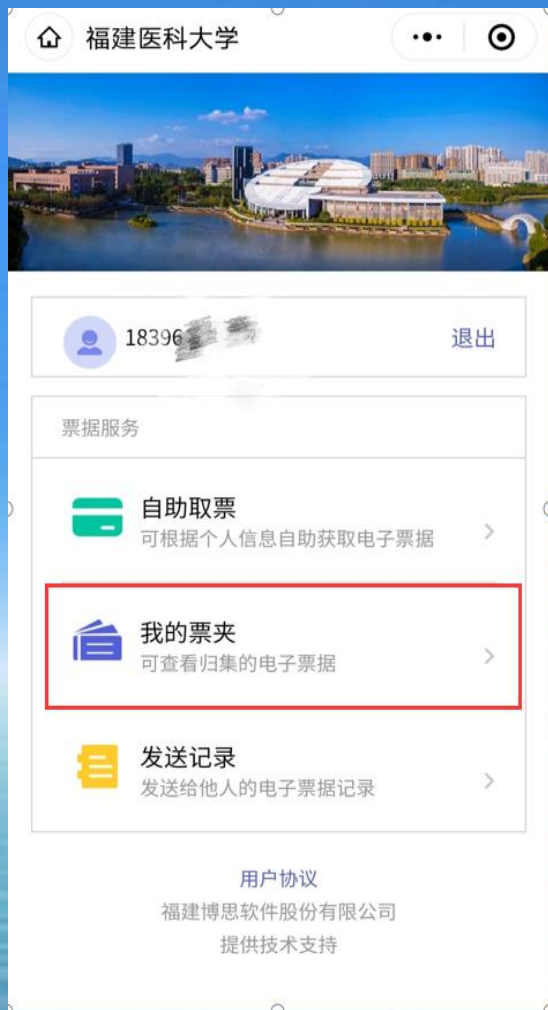 福建医科大学
18396
退出
票据服务
自助取票
可根据个人信息自助获取电子票据
我的票夹
可查看归集的电子票据
发送记录
发送给他人的电子票据记录
用户协议
福建博思软件股份有限公司
提供技术支持